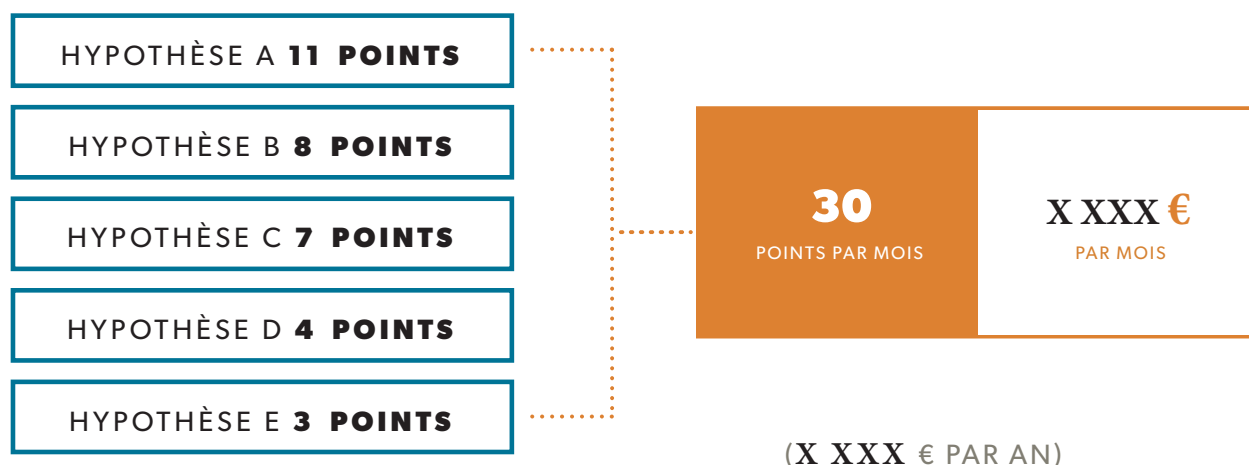 HYPOTHÈSE A 11 POINTS
HYPOTHÈSE B 8 POINTS
HYPOTHÈSE C 7 POINTS
HYPOTHÈSE D 4 POINTS
HYPOTHÈSE E 3 POINTS
30
POINTS PAR MOIS
X XXX €
PAR MOIS
(X XXX € PAR AN)